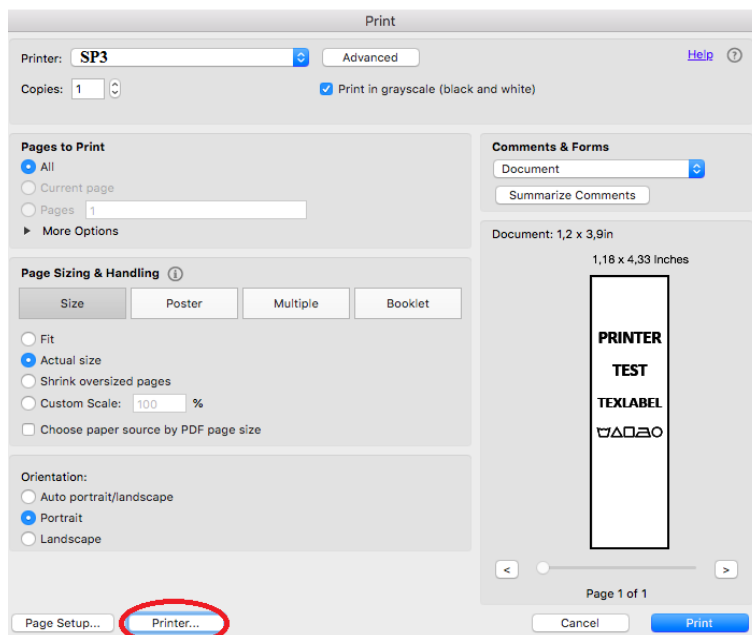 Print
Printer: SP3 Advanced Help ?
Copies: 1 Print in grayscale (black and white)
Pages to Print
All
Current page
Pages 1
More Options
Page Sizing & Handling i
Size Poster Multiple Booklet
Fit
Actual size
Shrink oversized pages
Custom Scale: 100 %
Choose paper source by PDF page size
Orientation:
Auto portrait/landscape
Portrait
Landscape
Comments & Forms
Document
Summarize Comments
Document: 1,2 x 3,9in
1,18 x 4,33 Inches
PRINTER
TEST
TEXLABEL
< >
Page 1 of 1
Page Setup... Printer... Cancel Print